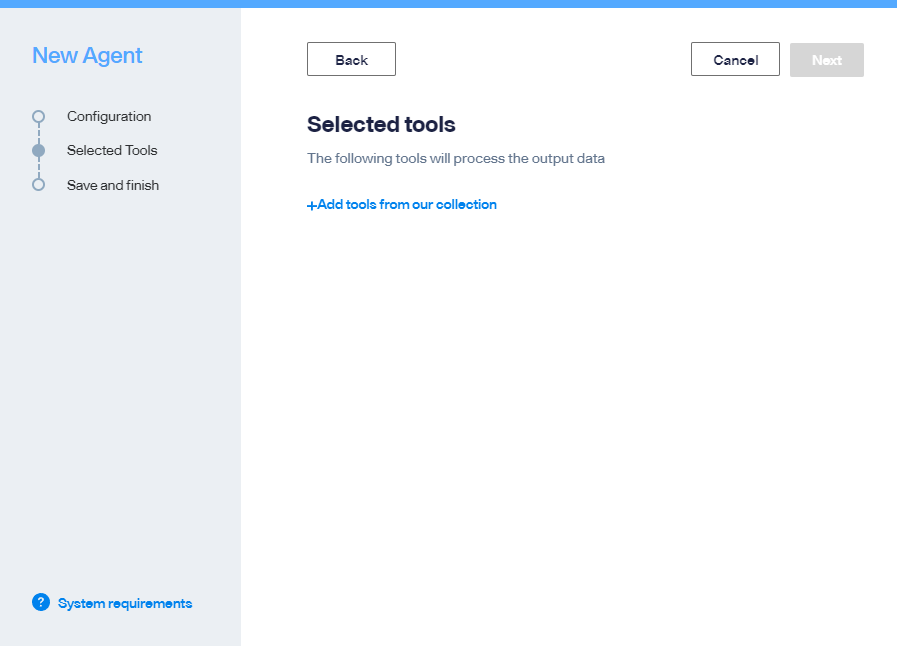 New Agent
Configuration
Selected Tools
Save and finish
? System requirements
Back
Cancel
Next
Selected tools
The following tools will process the output data
+Add tools from our collection